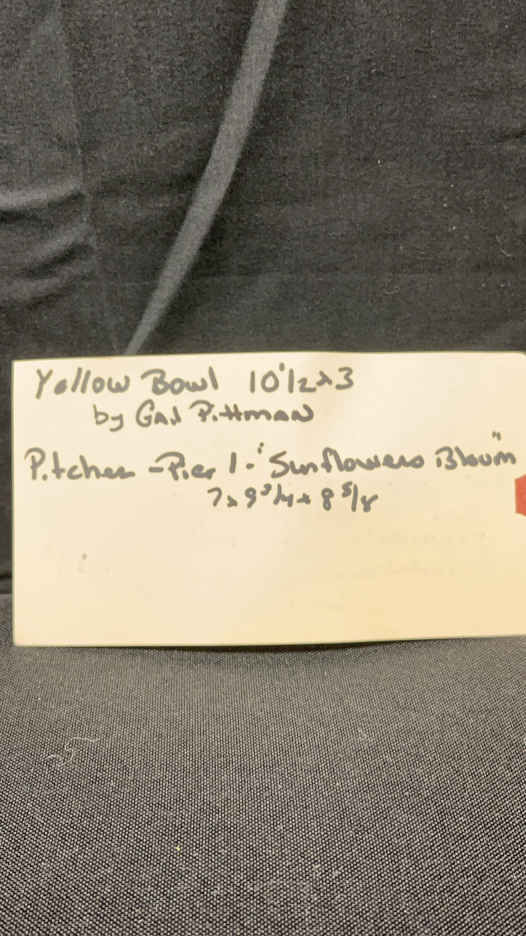 Yellow Bowl 10 1/2 x 3
by Gail Pittman
Pitcher - Pier 1 - "Sunflowers Bloom"
7 x 9 3/4 x 8 5/8